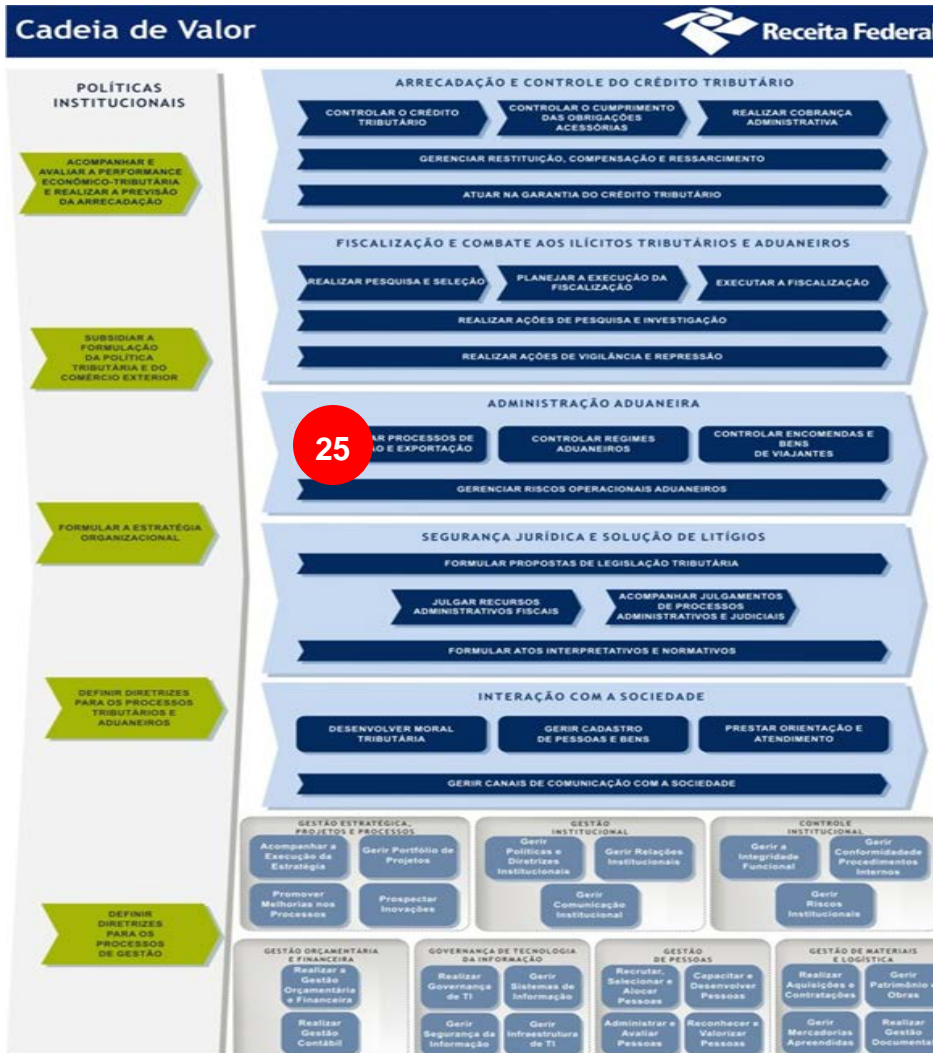 Cadeia de Valor
Receita Federal
POLÍTICAS
INSTITUCIONAIS
ACOMPANHAR E
AVALIAR A PERFORMANCE
ECONÔMICO-TRIBUTÁRIA
E REALIZAR A PREVISÃO
DA ARRECADAÇÃO
SUBSIDIAR A
FORMULAÇÃO
DA POLÍTICA
TRIBUTÁRIA E DO
COMÉRCIO EXTERIOR
FORMULAR A ESTRATÉGIA
ORGANIZACIONAL
DEFINIR DIRETRIZES
PARA OS PROCESSOS
TRIBUTÁRIOS E
ADUANEIROS
DEFINIR
DIRETRIZES
PARA OS
PROCESSOS
DE GESTÃO
ARRECADAÇÃO E CONTROLE DO CRÉDITO TRIBUTÁRIO
CONTROLAR O CRÉDITO
TRIBUTÁRIO
CONTROLAR O CUMPRIMENTO
DAS OBRIGAÇÕES
ACESSÓRIAS
REALIZAR COBRANÇA
ADMINISTRATIVA
GERENCIAR RESTITUIÇÃO, COMPENSAÇÃO E RESSARCIMENTO
ATUAR NA GARANTIA DO CRÉDITO TRIBUTÁRIO
FISCALIZAÇÃO E COMBATE AOS ILÍCITOS TRIBUTÁRIOS E ADUANEIROS
REALIZAR PESQUISA E SELEÇÃO
PLANEJAR A EXECUÇÃO DA
FISCALIZAÇÃO
EXECUTAR A FISCALIZAÇÃO
REALIZAR AÇÕES DE PESQUISA E INVESTIGAÇÃO
REALIZAR AÇÕES DE VIGILÂNCIA E REPRESSÃO
ADMINISTRAÇÃO ADUANEIRA
25
AR PROCESSOS DE
ÃO E EXPORTAÇÃO
CONTROLAR REGIMES
ADUANEIROS
CONTROLAR ENCOMENDAS E
BENS
DE VIAJANTES
GERENCIAR RISCOS OPERACIONAIS ADUANEIROS
SEGURANÇA JURÍDICA E SOLUÇÃO DE LITÍGIOS
FORMULAR PROPOSTAS DE LEGISLAÇÃO TRIBUTÁRIA
JULGAR RECURSOS
ADMINISTRATIVOS FISCAIS
ACOMPANHAR JULGAMENTOS
DE PROCESSOS
ADMINISTRATIVOS E JUDICIAIS
FORMULAR ATOS INTERPRETATIVOS E NORMATIVOS
INTERAÇÃO COM A SOCIEDADE
DESENVOLVER MORAL
TRIBUTÁRIA
GERIR CADASTRO
DE PESSOAS E BENS
PRESTAR ORIENTAÇÃO E
ATENDIMENTO
GERIR CANAIS DE COMUNICAÇÃO COM A SOCIEDADE
GESTÃO ESTRATÉGICA,
PROJETOS E PROCESSOS
Acompanhar a
Execução da
Estratégia
Gerir Portfólio de
Projetos
Promover
Melhorias nos
Processos
Prospectar
Inovações
GESTÃO
INSTITUCIONAL
Gerir
Políticas e
Diretrizes
Institucionais
Gerir Relações
Institucionais
Gerir
Comunicação
Institucional
CONTROLE
INSTITUCIONAL
Gerir a
Integridade
Funcional
Gerir
Conformidadede
Procedimentos
Internos
Gerir
Riscos
Institucionais
GESTÃO ORÇAMENTÁRIA
E FINANCEIRA
Realizar a
Gestão
Orçamentária
e Financeira
Realizar
Gestão
Contábil
GOVERNANÇA DE TECNOLOGIA
DA INFORMAÇÃO
Realizar
Governança
de TI
Gerir
Sistemas de
Informação
Gerir
Segurança da
Informação
Gerir
Infraestrutura
de TI
GESTÃO
DE PESSOAS
Recrutar,
Selecionar e
Alocar
Pessoas
Capacitar e
Desenvolver
Pessoas
Administrar e
Avaliar
Pessoas
Reconhecer e
Valorizar
Pessoas
GESTÃO DE MATERIAIS
E LOGÍSTICA
Realizar
Aquisições e
Contratações
Gerir
Patrimônio e
Obras
Gerir
Mercadorias
Apreendidas
Realizar
Gestão
Documental